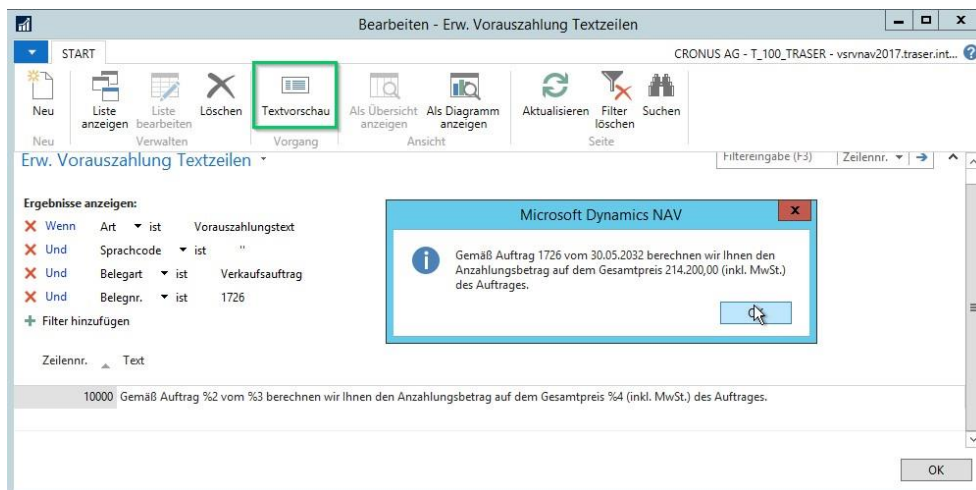 Bearbeiten - Erw. Vorauszahlung Textzeilen
START
CRONUS AG - T_100_TRASER - vsrvnav2017.traser.int...
Neu
Liste anzeigen
Liste bearbeiten
Löschen
Textvorschau
Als Übersicht anzeigen
Als Diagramm anzeigen
Aktualisieren
Filter löschen
Suchen
Neu
Verwalten
Vorgang
Ansicht
Seite
Erw. Vorauszahlung Textzeilen
Filtereingabe (F3)
Zeilennr.
Ergebnisse anzeigen:
Wenn Art ist Vorauszahlungstext
Und Sprachcode ist ''
Und Belegart ist Verkaufsauftrag
Und Belegnr. ist 1726
Filter hinzufügen
Microsoft Dynamics NAV
Gemäß Auftrag 1726 vom 30.05.2032 berechnen wir Ihnen den
Anzahlungsbetrag auf dem Gesamtpreis 214.200,00 (inkl. MwSt.)
des Auftrages.
Zeilennr. Text
10000 Gemäß Auftrag %2 vom %3 berechnen wir Ihnen den Anzahlungsbetrag auf dem Gesamtpreis %4 (inkl. MwSt.) des Auftrages.
OK